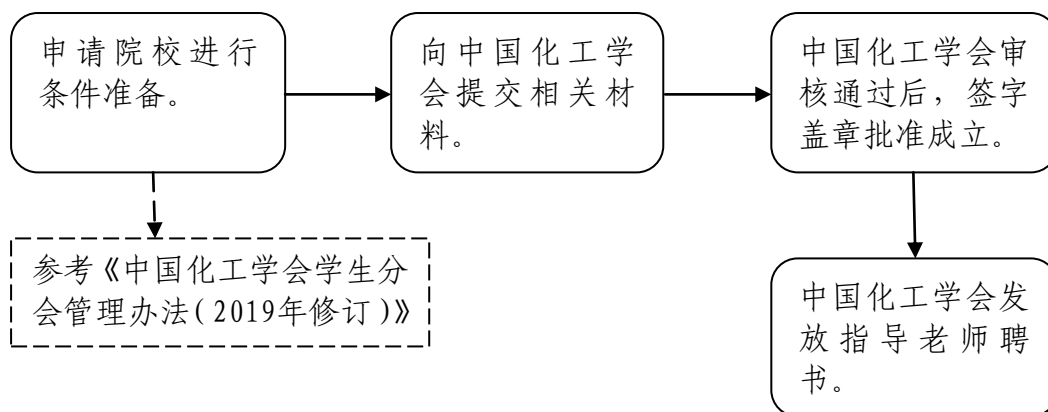 申请院校进行
条件准备。
向中国化工学
会提交相关材
料。
中国化工学会审
核通过后，签字
盖章批准成立。
参考《中国化工学会学生分
会管理办法(2019年修订)》
中国化工学会发
放指导老师聘
书。